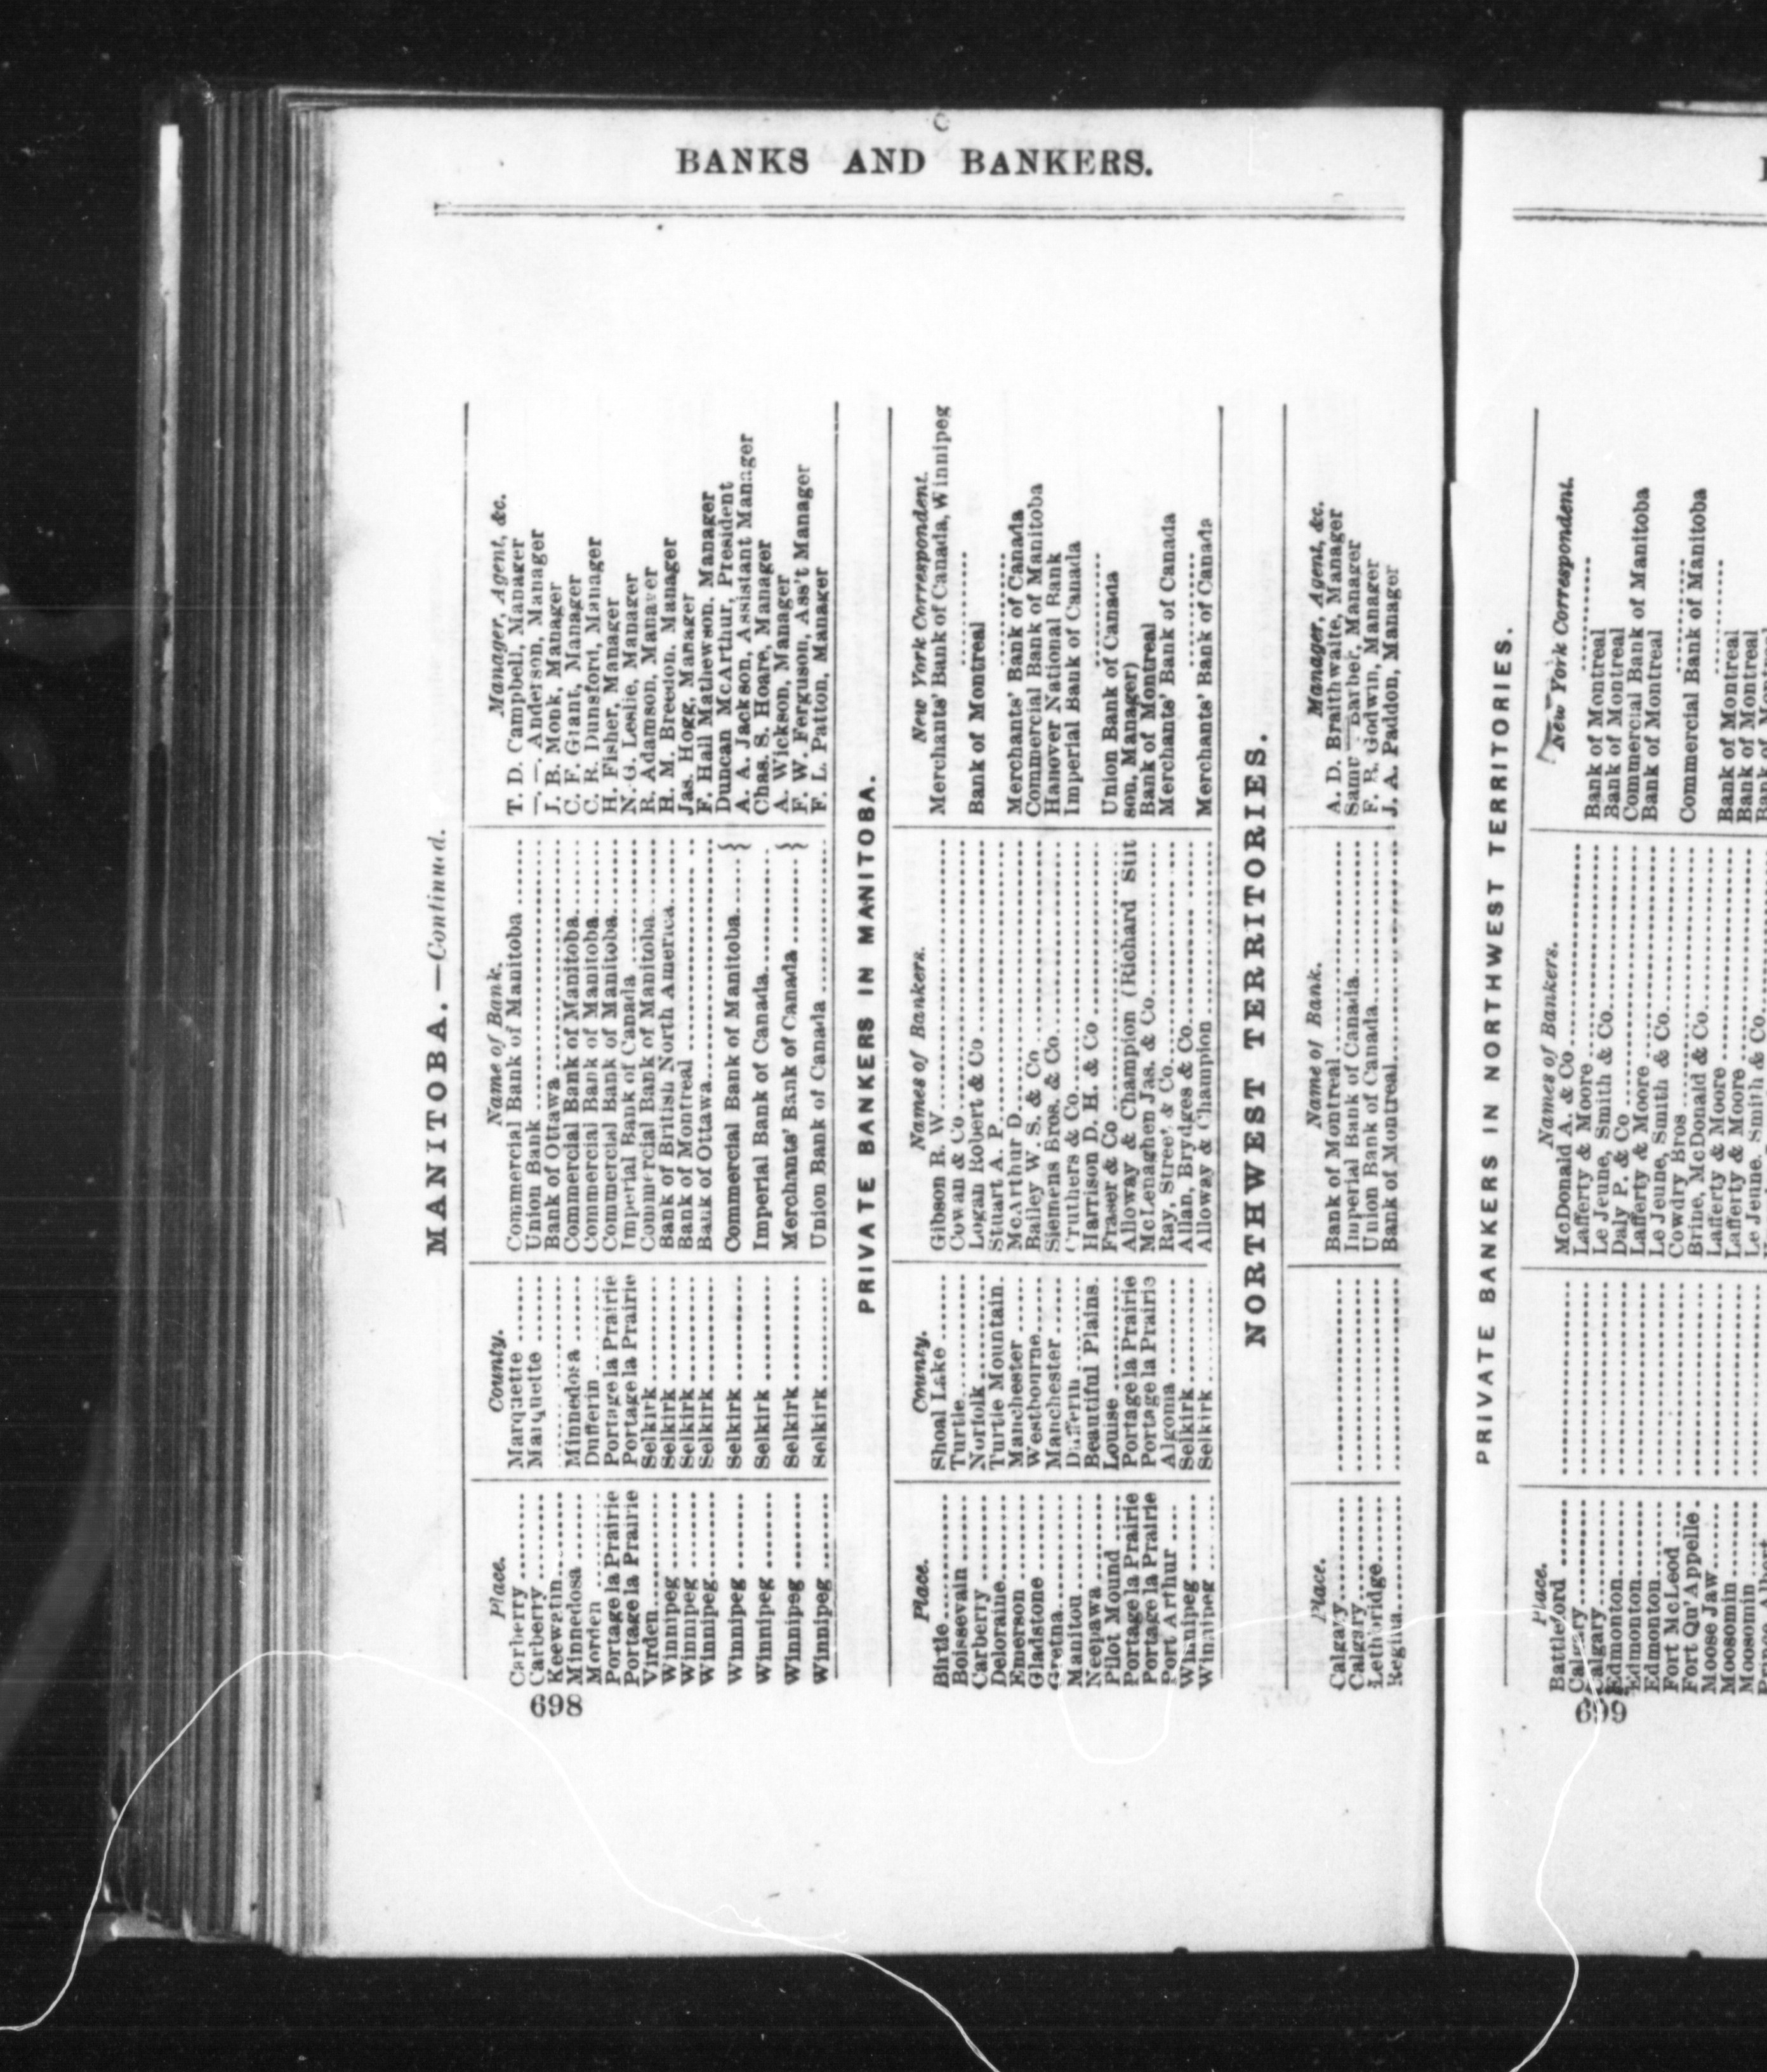 BANKS AND BANKERS.
MANITOBA.—Continued.
Place. County. Name of Bank. Manager, Agent, &c.
Carberry ........ Marquette ........ Commercial Bank of Manitoba ....... T. D. Campbell, Manager
Carberry ........ Marquette ........ Union Bank ........ —. —. Anderson, Manager
Keewatin ........ Bank of Ottawa ........ J. B. Monk, Manager
Minnedosa ........ Minnedosa ........ Commercial Bank of Manitoba ........ C. F. Grant, Manager
Morden ........ Dufferin ........ Commercial Bank of Manitoba ........ C. R. Dunsford, Manager
Portage la Prairie Portage la Prairie Commercial Bank of Manitoba ........ H. Fisher, Manager
Portage la Prairie Portage la Prairie Imperial Bank of Canada ........ N. G. Leslie, Manager
Virden ........ Selkirk ........ Commercial Bank of Manitoba ........ R. Adamson, Manager
Winnipeg ........ Selkirk ........ Bank of British North America ........ H. M. Breedon, Manager
Winnipeg ........ Selkirk ........ Bank of Montreal ........ Jas. Hogg, Manager
Winnipeg ........ Selkirk ........ Bank of Ottawa ........ F. Hall Mathewson, Manager
Winnipeg ........ Selkirk ........ Commercial Bank of Manitoba ...... { Duncan McArthur, President
A. A. Jackson, Assistant Manager
Winnipeg ........ Selkirk ........ Imperial Bank of Canada ........ Chas. S. Hoare, Manager
Winnipeg ........ Selkirk ........ Merchants' Bank of Canada ........ { A. Wickson, Manager
F. W. Ferguson, Ass't Manager
Winnipeg ........ Selkirk ........ Union Bank of Canada ........ F. L. Patton, Manager
PRIVATE BANKERS IN MANITOBA.
Place. County. Names of Bankers. New York Correspondent.
Birtle ........ Shoal Lake ........ Gibson R. W ........ Merchants' Bank of Canada, Winnipeg
Boissevain ........ Turtle ........ Cowan & Co ........
Carberry ........ Norfolk ........ Logan Robert & Co ........ Bank of Montreal
Deloraine ........ Turtle Mountain. Stuart A. P. ........
Emerson ........ Manchester ........ McArthur D. ........ Merchants' Bank of Canada
Gladstone ........ Westbourne ........ Bailey W. S. & Co ........ Commercial Bank of Manitoba
Gretna ........ Manchester ........ Siemens Bros. & Co. ........ Hanover National Bank
Manitou ........ Dufferin ........ Cruthers & Co. ........ Imperial Bank of Canada
Neepawa ........ Beautiful Plains. Harrison D. H. & Co ........
Pilot Mound ........ Louise ........ Fraser & Co ........ Union Bank of Canada
Portage la Prairie Portage la Prairie Alloway & Champion (Richard Stit son, Manager)
Portage la Prairie Portage la Prairie McLenaghen Jas. & Co. ........ Bank of Montreal
Port Arthur .... Algoma ........ Ray, Street & Co. ........ Merchants' Bank of Canada
Winnipeg ........ Selkirk ........ Allan, Brydges & Co. ........
Winnipeg ........ Selkirk ........ Alloway & Champion ........ Merchants' Bank of Canada
NORTHWEST TERRITORIES.
Place. Name of Bank. Manager, Agent, &c.
Calgary ........ Bank of Montreal ........ A. D. Braithwaite, Manager
Calgary ........ Imperial Bank of Canada ........ Barber, Manager
Lethbridge ........ Union Bank of Canada ........ F. R. Godwin, Manager
Regina ........ Bank of Montreal ........ J. A. Paddon, Manager
698
PRIVATE BANKERS IN NORTHWEST TERRITORIES.
Place. Names of Bankers. New York Correspondent.
Battleford ........ McDonald A. & Co ........
Calgary ........ Lafferty & Moore ........ Bank of Montreal
Calgary ........ Le Jeune, Smith & Co. ........ Bank of Montreal
Edmonton ........ Daly P. & Co ........ Commercial Bank of Manitoba
Edmonton ........ Lafferty & Moore ........ Bank of Montreal
Edmonton ........ Le Jeune, Smith & Co. ........
Fort McLeod ........ Cowdry Bros ........ Commercial Bank of Manitoba
Fort Qu'Appelle. Brine, McDonald & Co. ........
Moose Jaw ........ Lafferty & Moore ........ Bank of Montreal
Moosomin ........ Lafferty & Moore ........ Bank of Montreal
Moosomin ........ Le Jeune, Smith & Co. Bank of Montreal
699